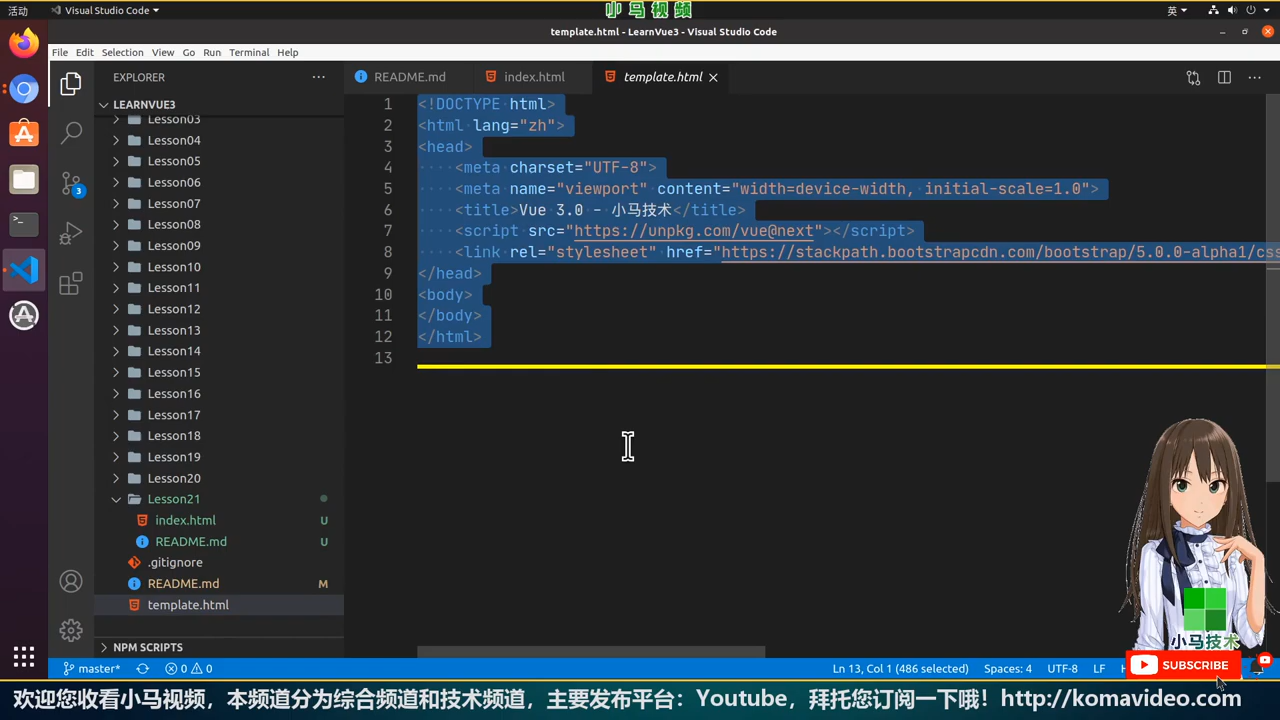 活动
Visual Studio Code
小马视频
英
template.html - LearnVue3 - Visual Studio Code
File Edit Selection View Go Run Terminal Help
EXPLORER
README.md
index.html
template.html
LEARNVUE3
Lesson03
Lesson04
Lesson05
Lesson06
Lesson07
Lesson08
Lesson09
Lesson10
Lesson11
Lesson12
Lesson13
Lesson14
Lesson15
Lesson16
Lesson17
Lesson18
Lesson19
Lesson20
Lesson21
index.html U
README.md U
.gitignore
README.md M
template.html
NPM SCRIPTS
3
1 <!DOCTYPE html>
2 <html lang="zh">
3 <head>
4 <meta charset="UTF-8">
5 <meta name="viewport" content="width=device-width, initial-scale=1.0">
6 <title>Vue 3.0 - 小马技术</title>
7 <script src="https://unpkg.com/vue@next"></script>
8 <link rel="stylesheet" href="https://stackpath.bootstrapcdn.com/bootstrap/5.0.0-alpha1/css
9 </head>
10 <body>
11 </body>
12 </html>
13
小马技术
SUBSCRIBE
master* 0 0
Ln 13, Col 1 (486 selected) Spaces: 4 UTF-8 LF
欢迎您收看小马视频，本频道分为综合频道和技术频道，主要发布平台：Youtube，拜托您订阅一下哦！http://komavideo.com